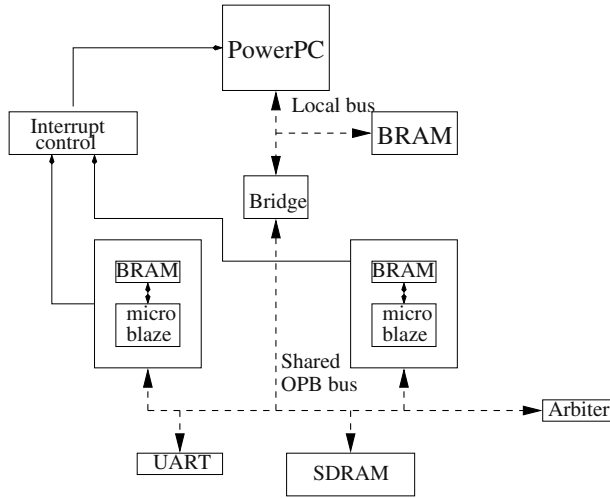 PowerPC
Local bus
Interrupt
control
BRAM
Bridge
BRAM
micro
blaze
BRAM
micro
blaze
Shared
OPB bus
Arbiter
UART
SDRAM